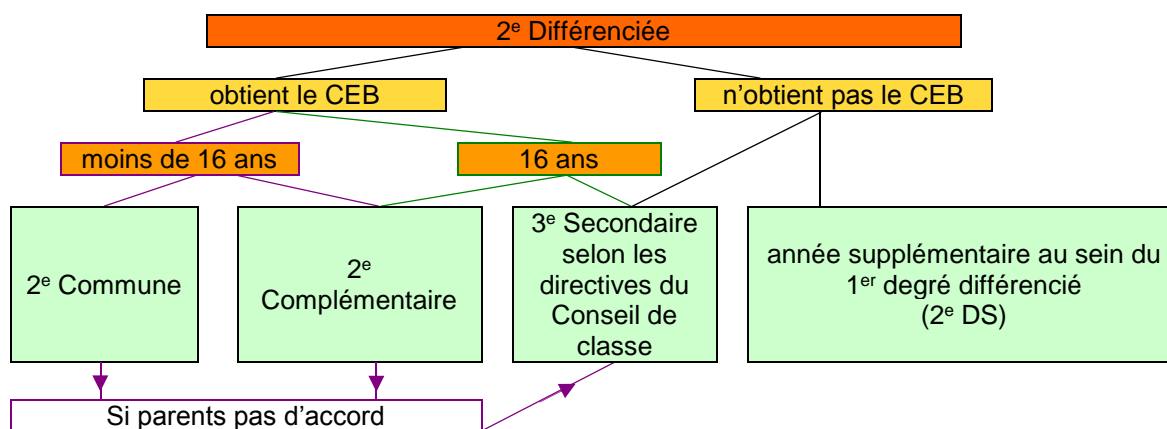 2e Différenciée
obtient le CEB
n'obtient pas le CEB
moins de 16 ans
16 ans
2e Commune
2e
Complémentaire
3e Secondaire
selon les
directives du
Conseil de
classe
année supplémentaire au sein du
1er degré différencié
(2e DS)
Si parents pas d'accord